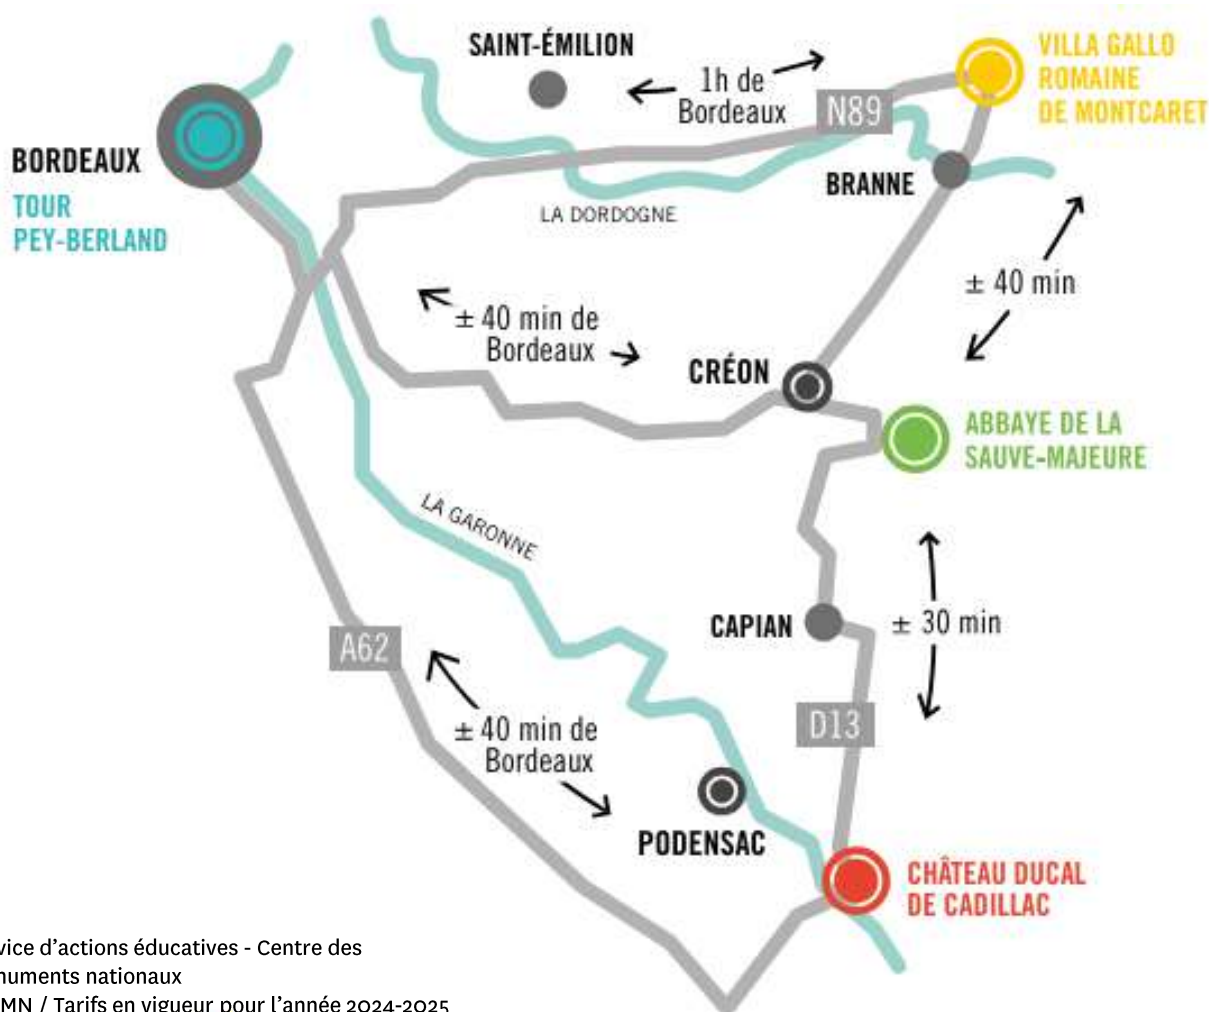 SAINT-ÉMILION
1h de
Bordeaux
N89
VILLA GALLO
ROMAINE
DE MONTCARET
BORDEAUX
TOUR
PEY-BERLAND
BRANNE
LA DORDOGNE
± 40 min
± 40 min de
Bordeaux
CRÉON
ABBAYE DE LA
SAUVE-MAJEURE
LA GARONNE
CAPIAN
± 30 min
A62
D13
± 40 min de
Bordeaux
PODENSAC
CHÂTEAU DUCAL
DE CADILLAC
vice d'actions éducatives - Centre des
numents nationaux
MN / Tarifs en vigueur pour l'année 2024-2025